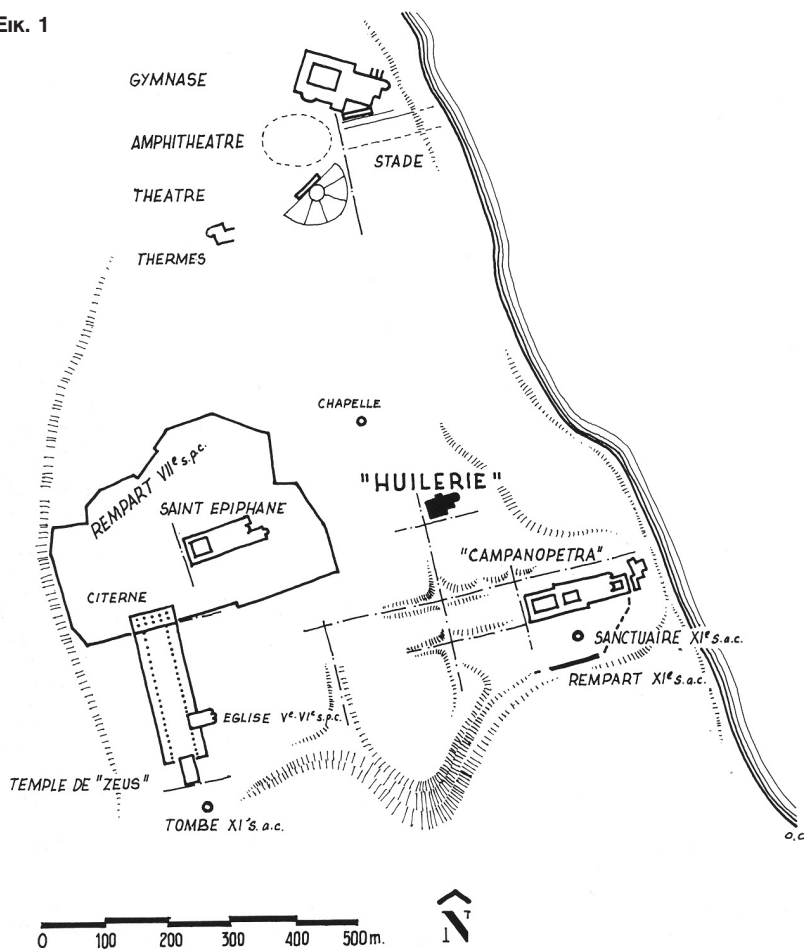 Εικ. 1
GYMNASE
AMPHITHEATRE
STADE
THEATRE
THERMES
CHAPELLE
REMPART VIIe s.p.c.
"HUILERIE"
SAINT EPIPHANE
"CAMPANOPETRA"
CITERNE
SANCTUAIRE XIe s.a.c.
REMPART XIe s.a.c.
EGLISE Ve-VIe s.p.c.
TEMPLE DE "ZEUS"
TOMBE XIe s.a.c.
O.C
N
0 100 200 300 400 500 m.